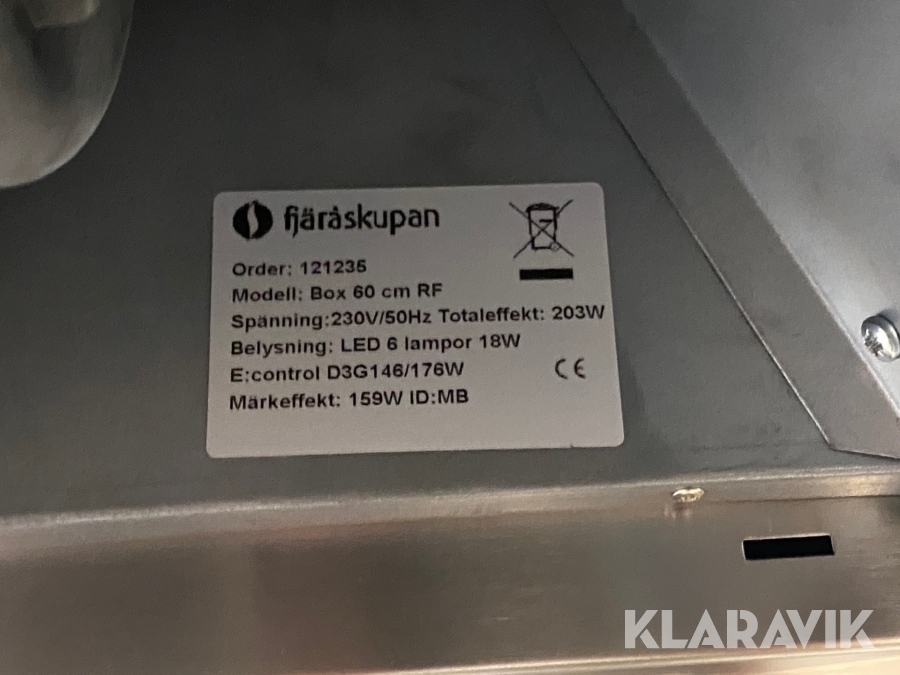 fjäråskupan
Order: 121235
Modell: Box 60 cm RF
Spänning:230V/50Hz Totaleffekt: 203W
Belysning: LED 6 lampor 18W
E:control D3G146/176W
CE
Märkeffekt: 159W ID:MB
KLARAVIK